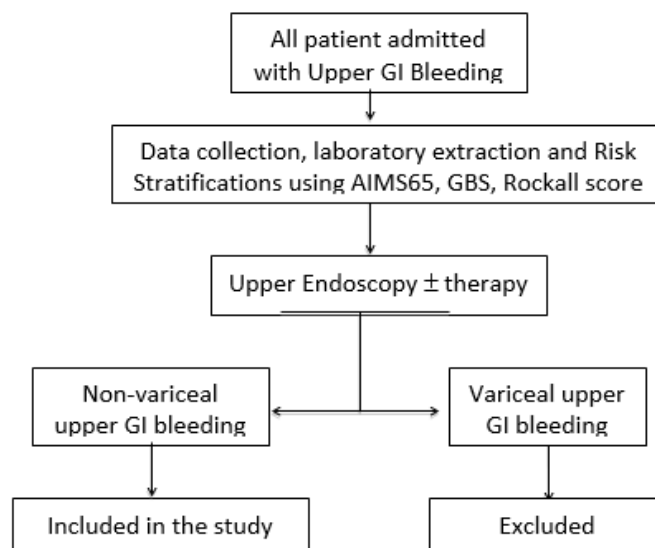 All patient admitted
with Upper GI Bleeding
Data collection, laboratory extraction and Risk
Stratifications using AIMS65, GBS, Rockall score
Upper Endoscopy ± therapy
Non-variceal
upper GI bleeding
Variceal upper
GI bleeding
Included in the study
Excluded